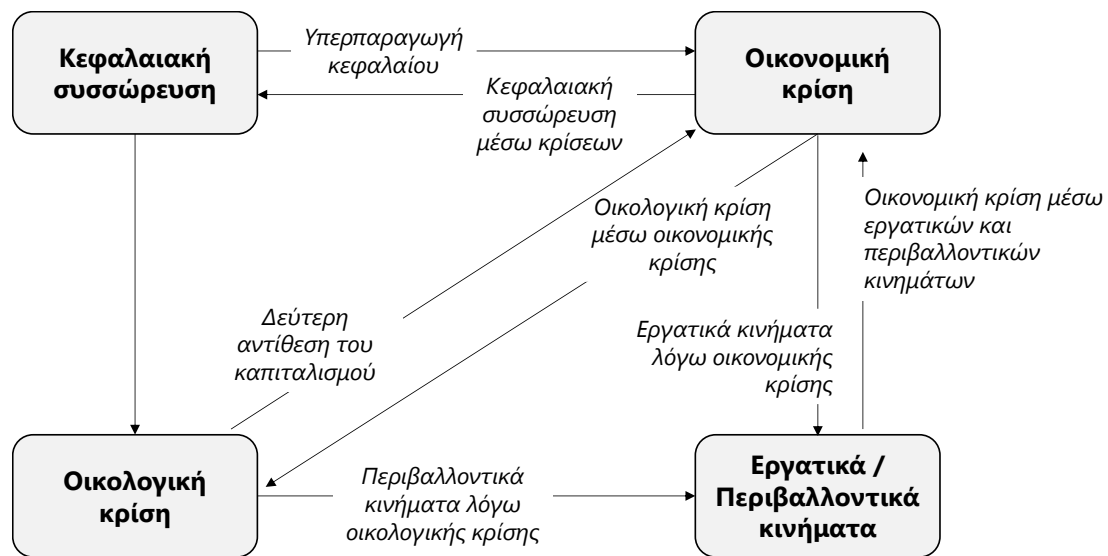 Κεφαλαιακή
συσσώρευση
Υπερπαραγωγή
κεφαλαίου
Οικονομική
κρίση
Κεφαλαιακή
συσσώρευση
μέσω κρίσεων
Οικολογική κρίση
μέσω οικονομικής
κρίσης
Οικονομική κρίση μέσω
εργατικών και
περιβαλλοντικών
κινημάτων
Δεύτερη
αντίθεση του
καπιταλισμού
Εργατικά κινήματα
λόγω οικονομικής
κρίσης
Οικολογική
κρίση
Περιβαλλοντικά
κινήματα λόγω
οικολογικής κρίσης
Εργατικά /
Περιβαλλοντικά
κινήματα